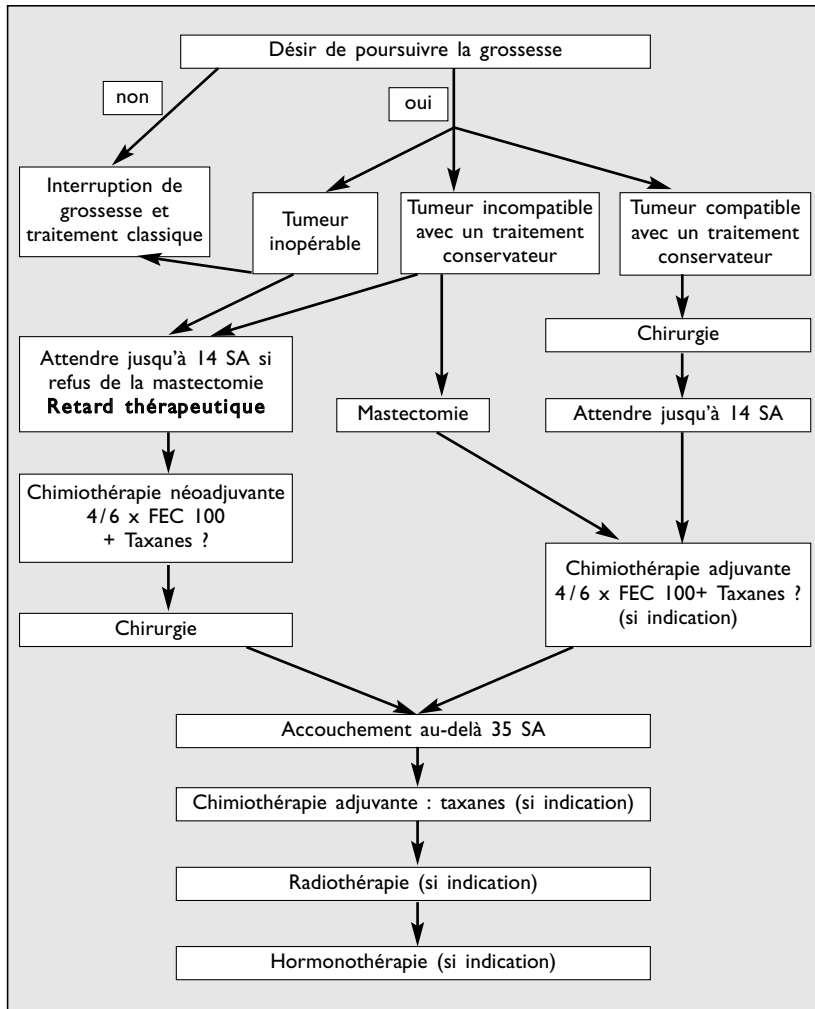 Désir de poursuivre la grossesse
non
oui
Interruption de
grossesse et
traitement classique
Tumeur
inopérable
Tumeur incompatible
avec un traitement
conservateur
Tumeur compatible
avec un traitement
conservateur
Chirurgie
Attendre jusqu'à 14 SA si
refus de la mastectomie
Retard thérapeutique
Mastectomie
Attendre jusqu'à 14 SA
Chimiothérapie néoadjuvante
4/6 x FEC 100
+ Taxanes ?
Chimiothérapie adjuvante
4/6 x FEC 100+ Taxanes ?
(si indication)
Chirurgie
Accouchement au-delà 35 SA
Chimiothérapie adjuvante : taxanes (si indication)
Radiothérapie (si indication)
Hormonothérapie (si indication)